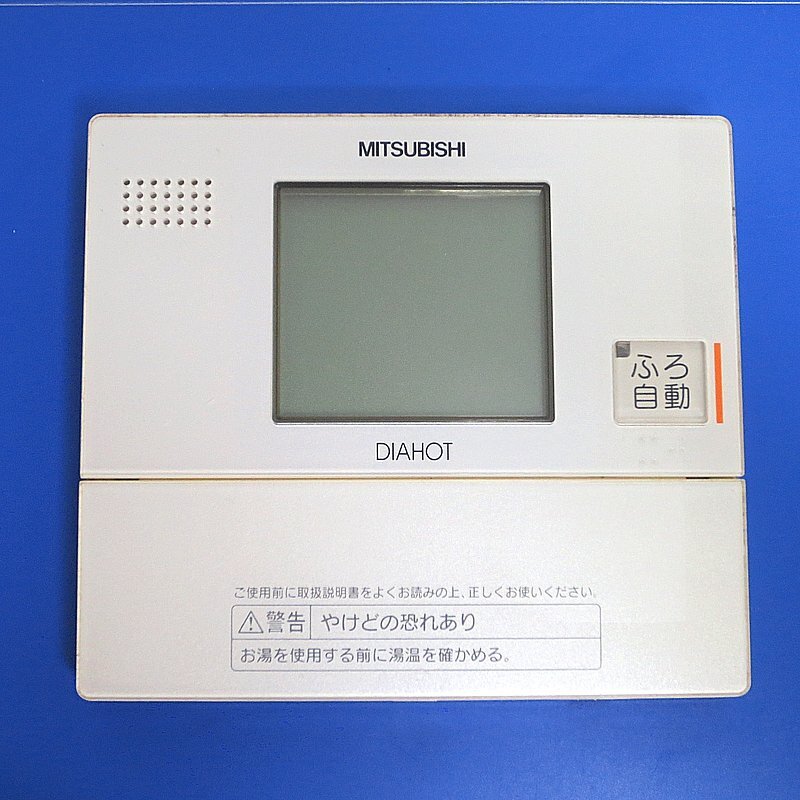 MITSUBISHI
ふろ
自動
DIAHOT
ご使用前に取扱説明書をよくお読みの上、正しくお使いください。
⚠警告 やけどの恐れあり
お湯を使用する前に湯温を確かめる。